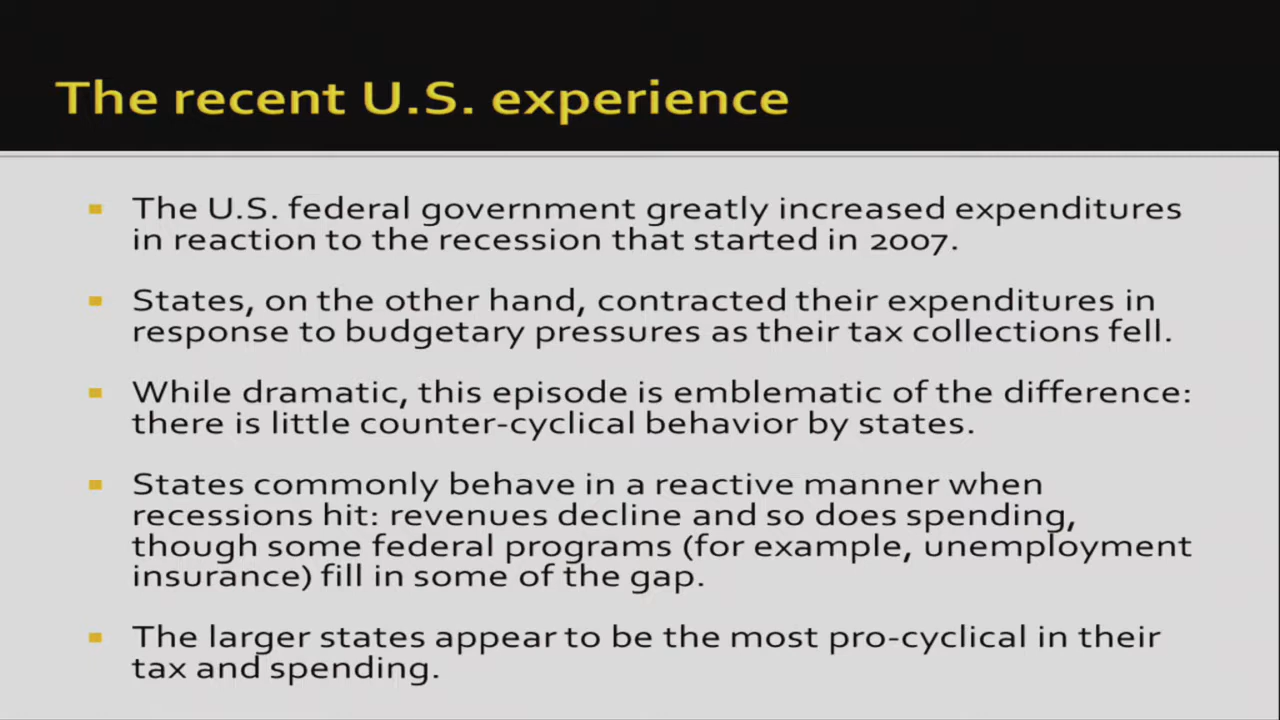 The recent U.S. experience
The U.S. federal government greatly increased expenditures
in reaction to the recession that started in 2007.
States, on the other hand, contracted their expenditures in
response to budgetary pressures as their tax collections fell.
While dramatic, this episode is emblematic of the difference:
there is little counter-cyclical behavior by states.
States commonly behave in a reactive manner when
recessions hit: revenues decline and so does spending,
though some federal programs (for example, unemployment
insurance) fill in some of the gap.
The larger states appear to be the most pro-cyclical in their
tax and spending.